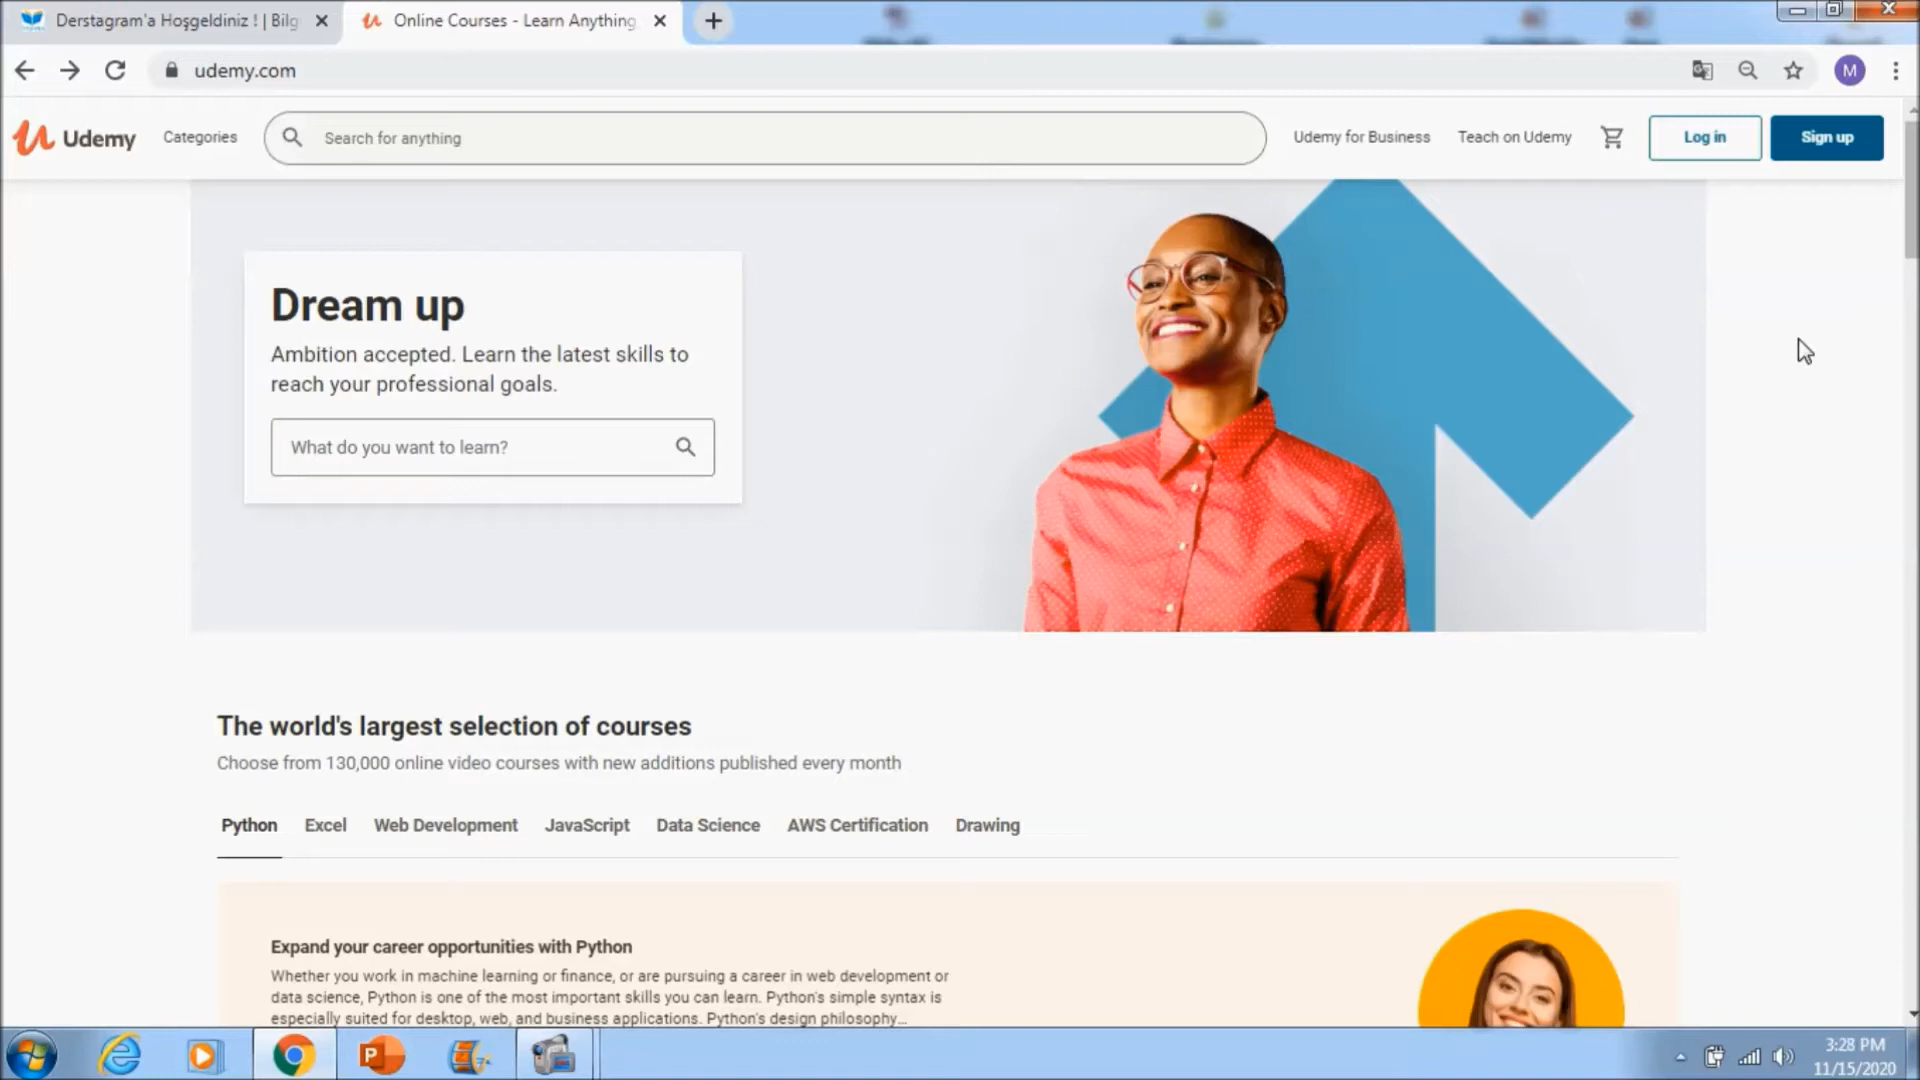 Derstagram'a Hoşgeldiniz ! | Bilg
Online Courses - Learn Anything,
udemy.com
M
Udemy
Categories
Search for anything
Udemy for Business
Teach on Udemy
Log in
Sign up
Dream up
Ambition accepted. Learn the latest skills to
reach your professional goals.
What do you want to learn?
The world's largest selection of courses
Choose from 130,000 online video courses with new additions published every month
Python
Excel
Web Development
JavaScript
Data Science
AWS Certification
Drawing
Expand your career opportunities with Python
Whether you work in machine learning or finance, or are pursuing a career in web development or
data science, Python is one of the most important skills you can learn. Python's simple syntax is
especially suited for desktop, web, and business applications. Python's design philosophy...
3:28 PM
11/15/2020